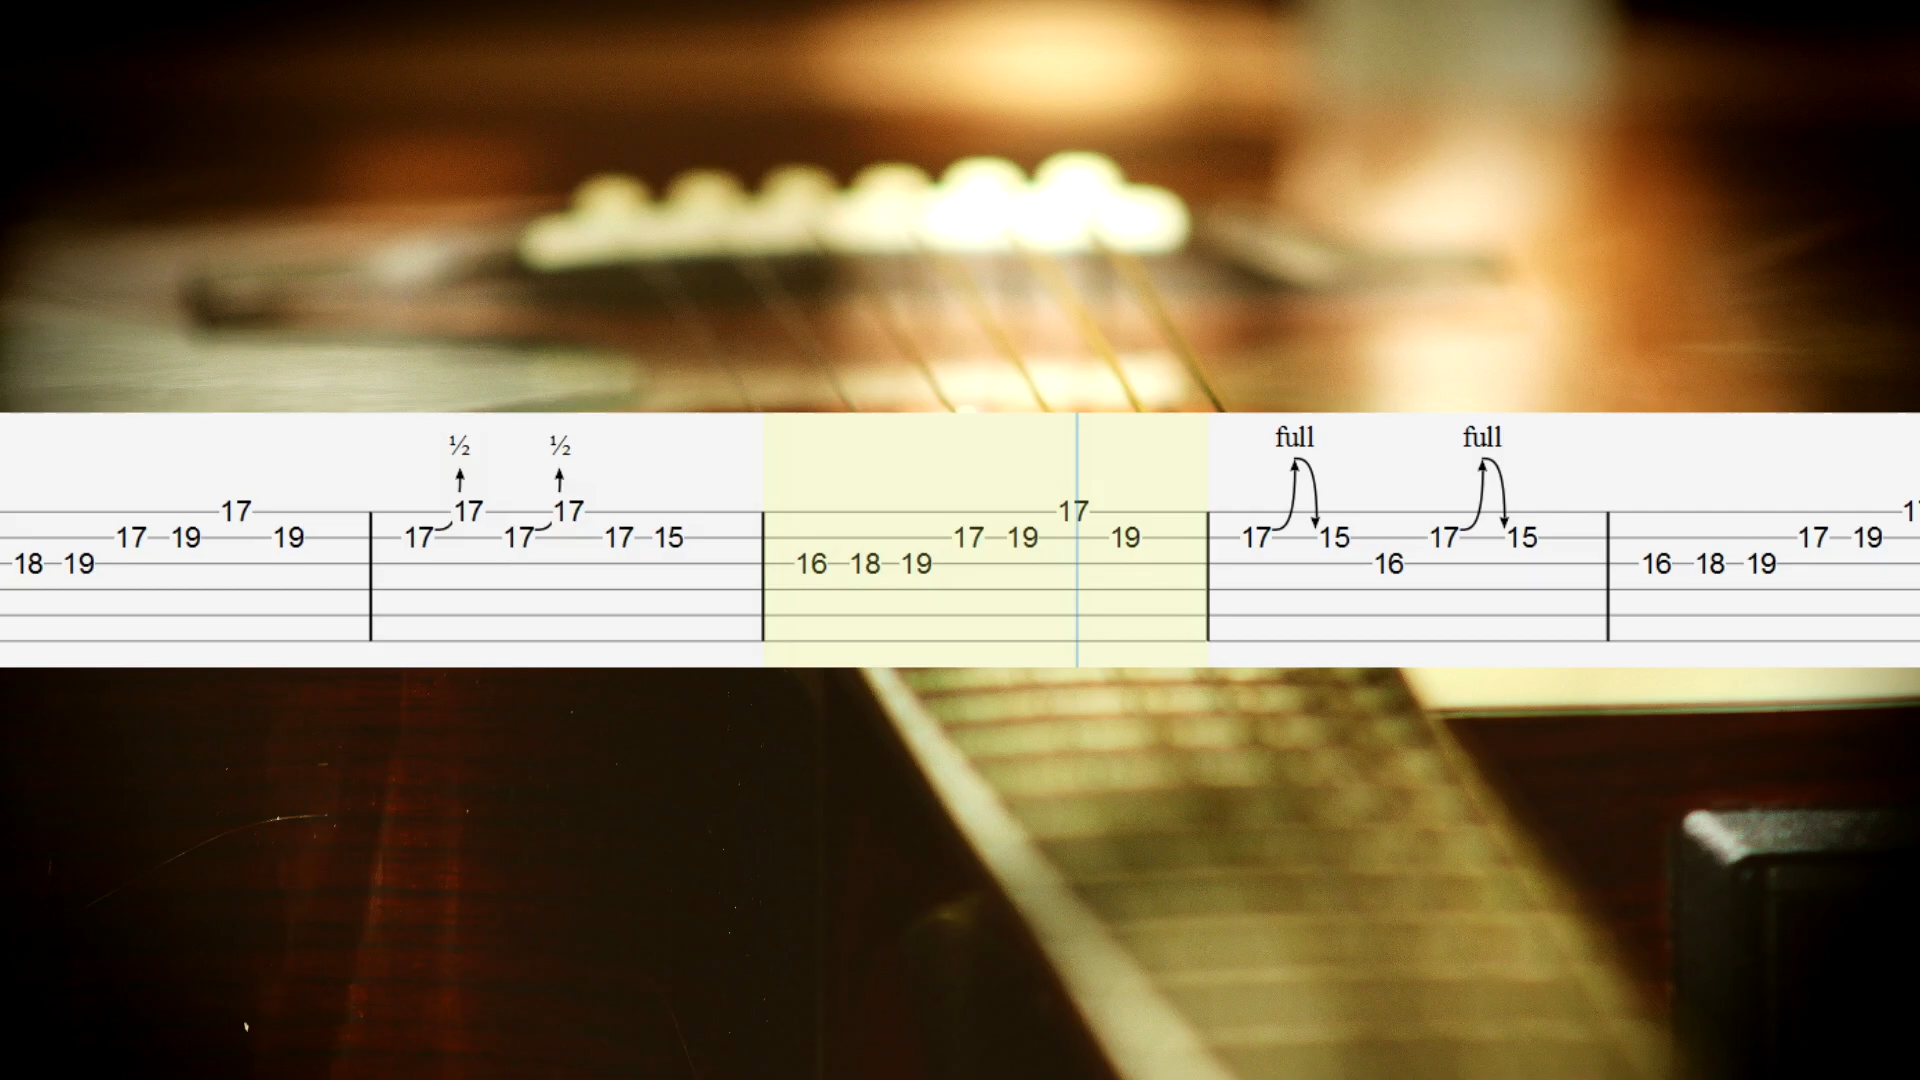 ½ ½ full full
17 17 17 17 17
17 19 19 17 17 17 15 17 19 19 17 15 17 15 17 19
18 19 16 18 19 16 16 18 19